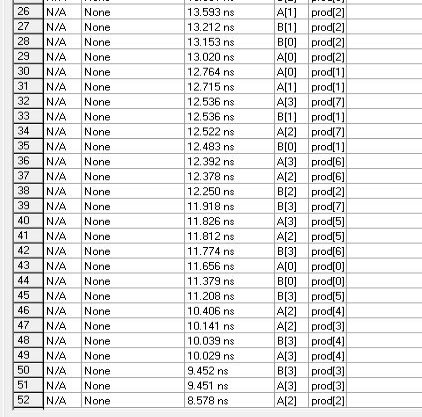 26 N/A None 13.593 ns A[1] prod[2]
27 N/A None 13.212 ns B[1] prod[2]
28 N/A None 13.153 ns B[0] prod[2]
29 N/A None 13.020 ns A[0] prod[2]
30 N/A None 12.764 ns A[0] prod[1]
31 N/A None 12.715 ns A[1] prod[1]
32 N/A None 12.536 ns A[3] prod[7]
33 N/A None 12.536 ns B[1] prod[1]
34 N/A None 12.522 ns A[2] prod[7]
35 N/A None 12.483 ns B[0] prod[1]
36 N/A None 12.392 ns A[3] prod[6]
37 N/A None 12.378 ns A[2] prod[6]
38 N/A None 12.250 ns B[2] prod[2]
39 N/A None 11.918 ns B[3] prod[7]
40 N/A None 11.826 ns A[3] prod[5]
41 N/A None 11.812 ns A[2] prod[5]
42 N/A None 11.774 ns B[3] prod[6]
43 N/A None 11.656 ns A[0] prod[0]
44 N/A None 11.379 ns B[0] prod[0]
45 N/A None 11.208 ns B[3] prod[5]
46 N/A None 10.406 ns A[2] prod[4]
47 N/A None 10.141 ns A[2] prod[3]
48 N/A None 10.039 ns B[3] prod[4]
49 N/A None 10.029 ns A[3] prod[4]
50 N/A None 9.452 ns B[3] prod[3]
51 N/A None 9.451 ns A[3] prod[3]
52 N/A None 8.578 ns A[2] prod[2]